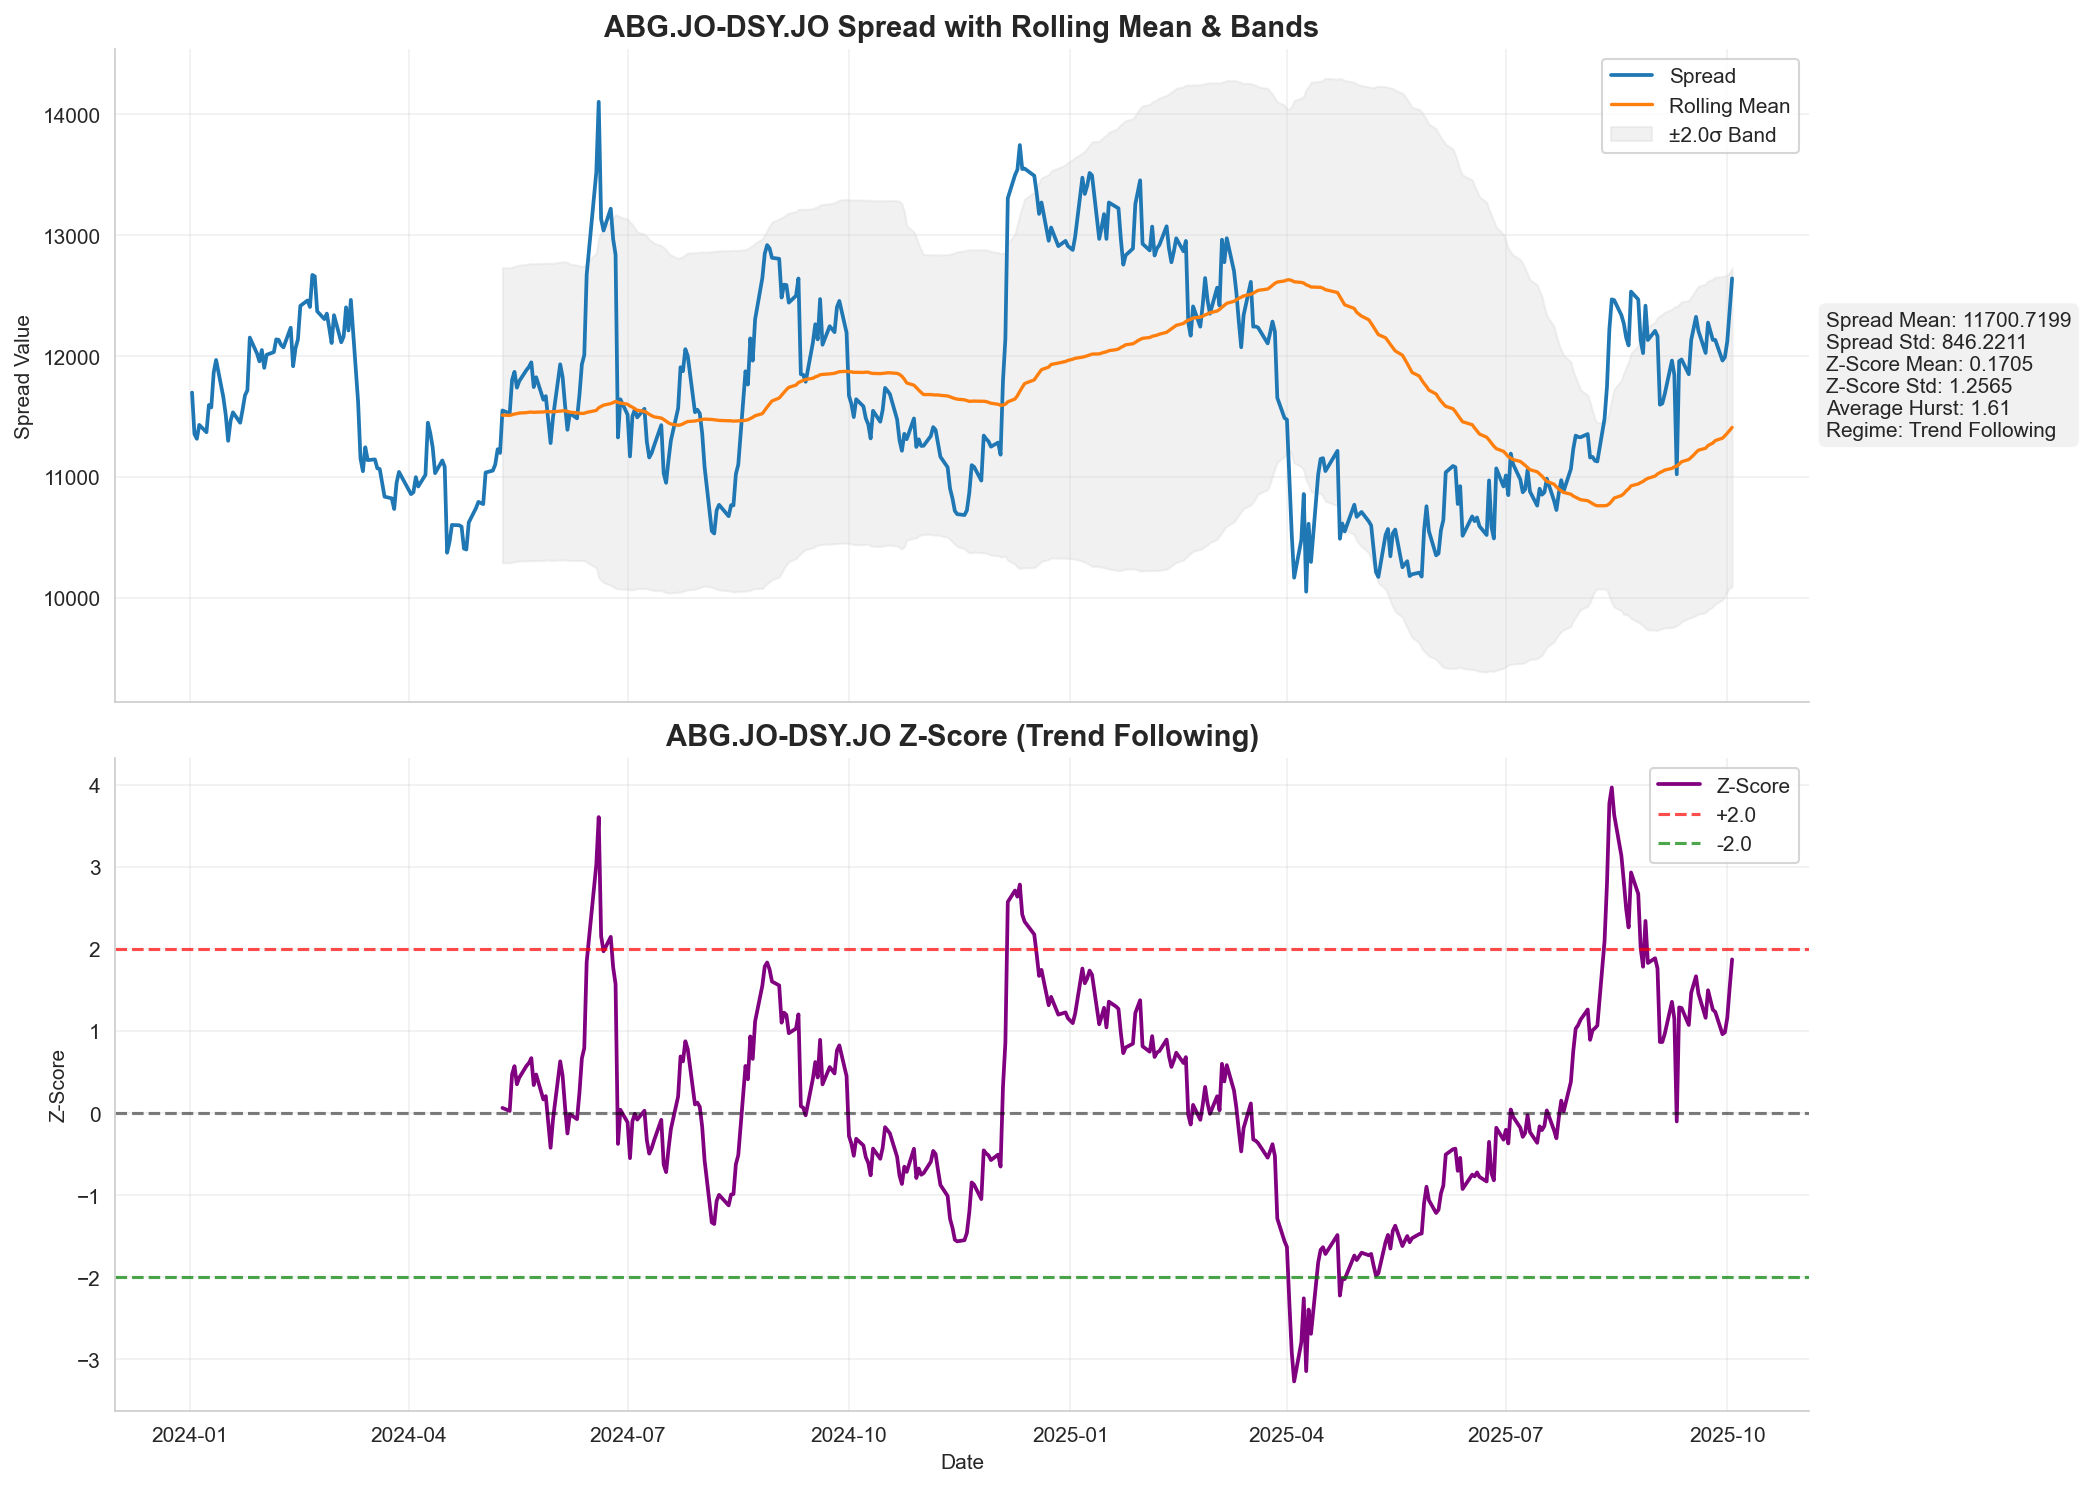 ABG.JO-DSY.JO Spread with Rolling Mean & Bands
Spread
Rolling Mean
±2.0σ Band
14000
13000
12000
11000
10000
Spread Value
Spread Mean: 11700.7199
Spread Std: 846.2211
Z-Score Mean: 0.1705
Z-Score Std: 1.2565
Average Hurst: 1.61
Regime: Trend Following
ABG.JO-DSY.JO Z-Score (Trend Following)
Z-Score
+2.0
-2.0
4
3
2
1
0
−1
−2
−3
Z-Score
2024-01 2024-04 2024-07 2024-10 2025-01 2025-04 2025-07 2025-10
Date